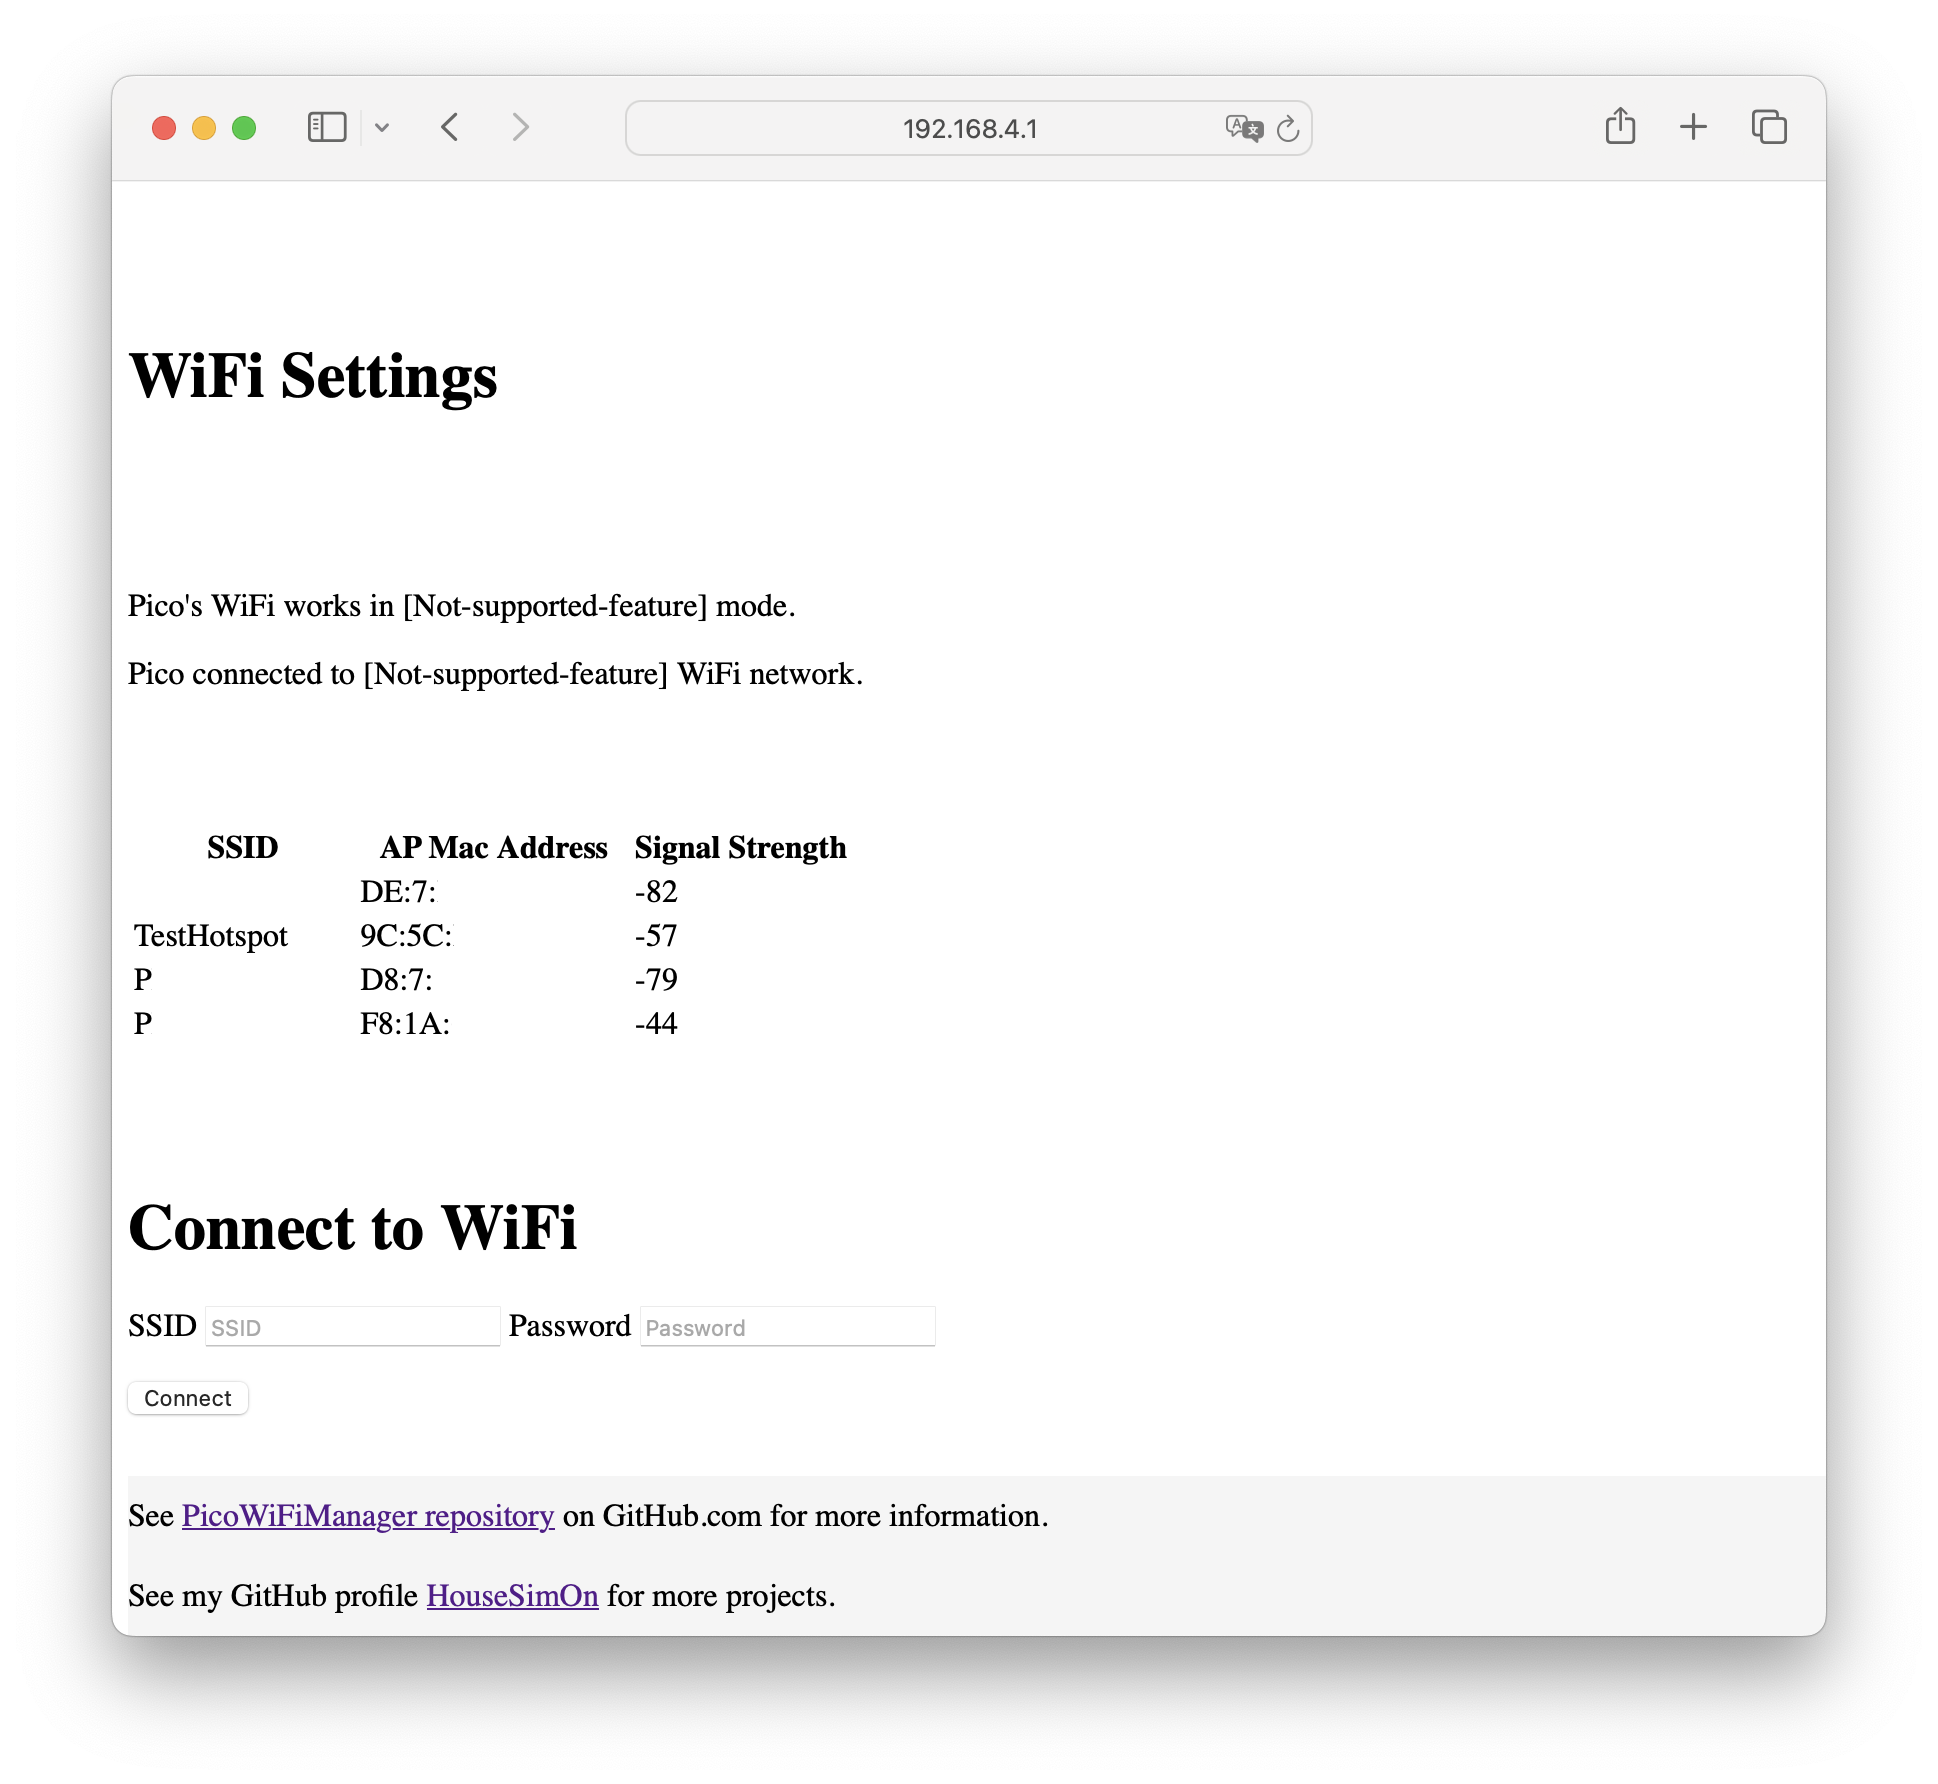 192.168.4.1
WiFi Settings
Pico's WiFi works in [Not-supported-feature] mode.
Pico connected to [Not-supported-feature] WiFi network.
SSID AP Mac Address Signal Strength
DE:7: -82
TestHotspot 9C:5C: -57
P D8:7: -79
P F8:1A: -44
Connect to WiFi
SSID SSID Password Password
Connect
See PicoWiFiManager repository on GitHub.com for more information.
See my GitHub profile HouseSimOn for more projects.